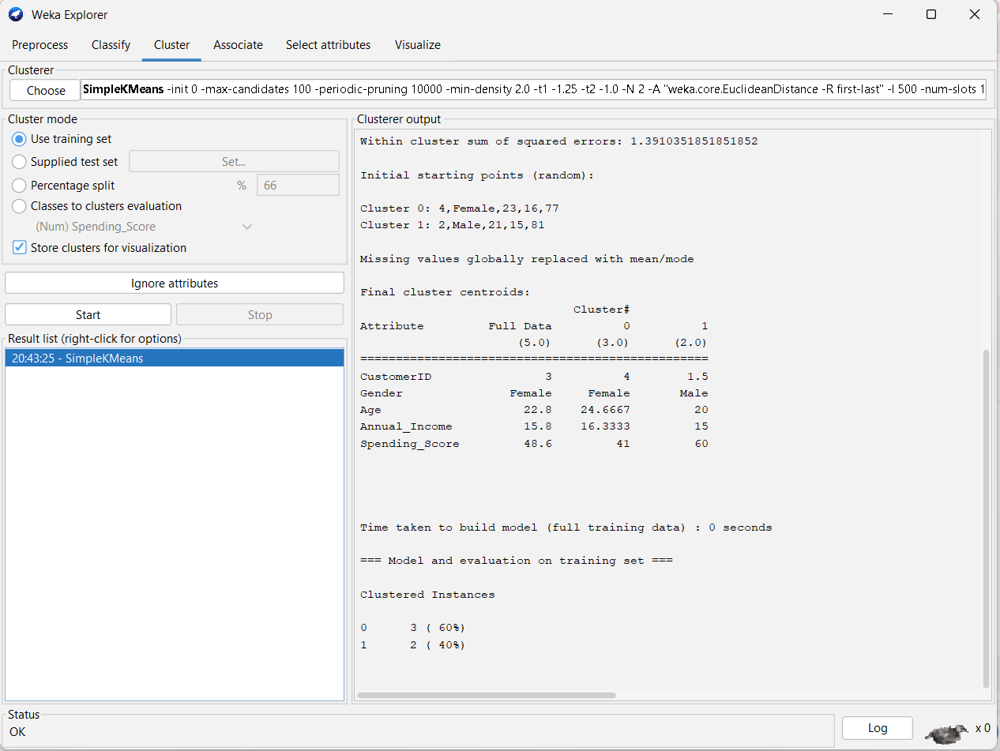 Weka Explorer
Preprocess Classify Cluster Associate Select attributes Visualize
Clusterer
Choose SimpleKMeans -init 0 -max-candidates 100 -periodic-pruning 10000 -min-density 2.0 -t1 -1.25 -t2 -1.0 -N 2 -A "weka.core.EuclideanDistance -R first-last" -I 500 -num-slots 1
Cluster mode
Use training set
Supplied test set Set...
Percentage split % 66
Classes to clusters evaluation
(Num) Spending_Score
Store clusters for visualization
Ignore attributes
Start Stop
Result list (right-click for options)
20:43:25 - SimpleKMeans
Clusterer output
Within cluster sum of squared errors: 1.3910351851851852
Initial starting points (random):
Cluster 0: 4,Female,23,16,77
Cluster 1: 2,Male,21,15,81
Missing values globally replaced with mean/mode
Final cluster centroids:
Cluster#
Attribute Full Data 0 1
(5.0) (3.0) (2.0)
=================================================
CustomerID 3 4 1.5
Gender Female Female Male
Age 22.8 24.6667 20
Annual_Income 15.8 16.3333 15
Spending_Score 48.6 41 60
Time taken to build model (full training data) : 0 seconds
=== Model and evaluation on training set ===
Clustered Instances
0 3 ( 60%)
1 2 ( 40%)
Status
OK
Log x 0